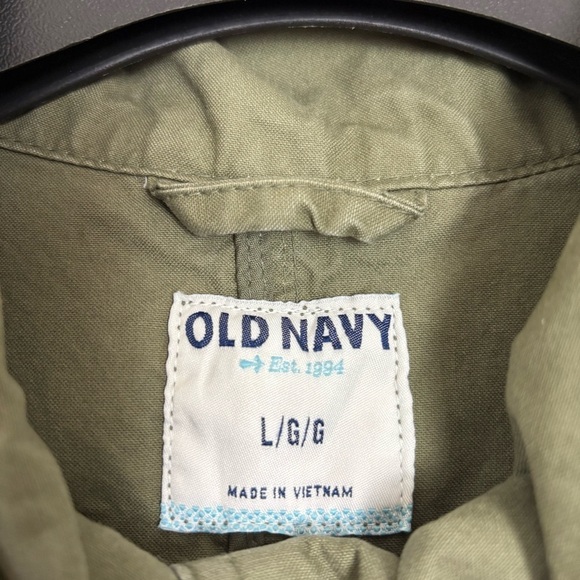 OLD NAVY
Est. 1994
L/G/G
MADE IN VIETNAM